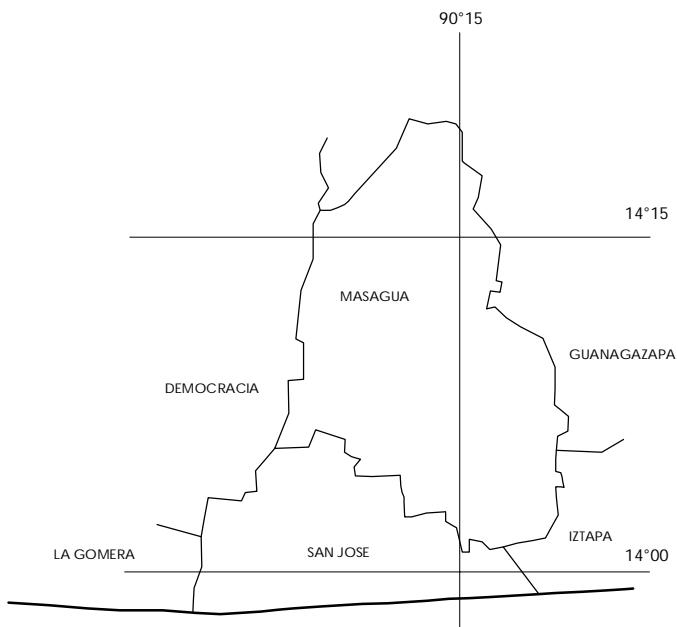 90°15
14°15
MASAGUA
GUANAGAZAPA
DEMOCRACIA
IZTAPA
LA GOMERA
SAN JOSE
14°00